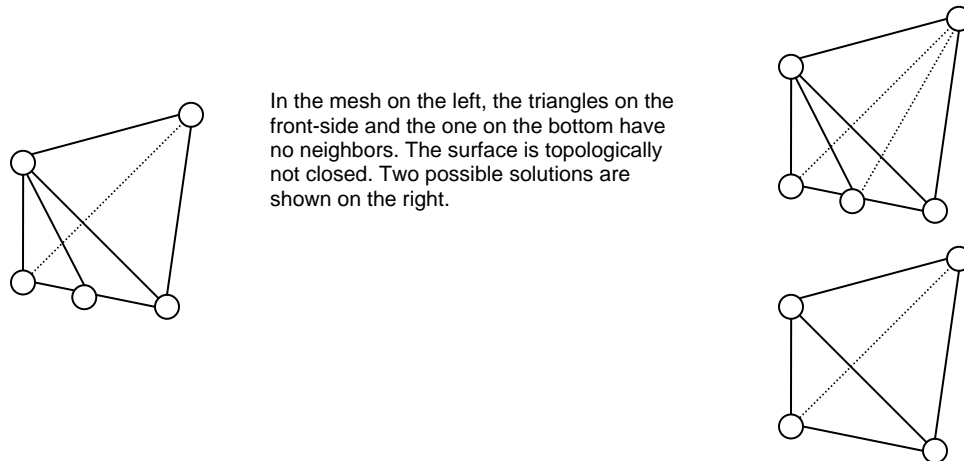 In the mesh on the left, the triangles on the
front-side and the one on the bottom have
no neighbors. The surface is topologically
not closed. Two possible solutions are
shown on the right.